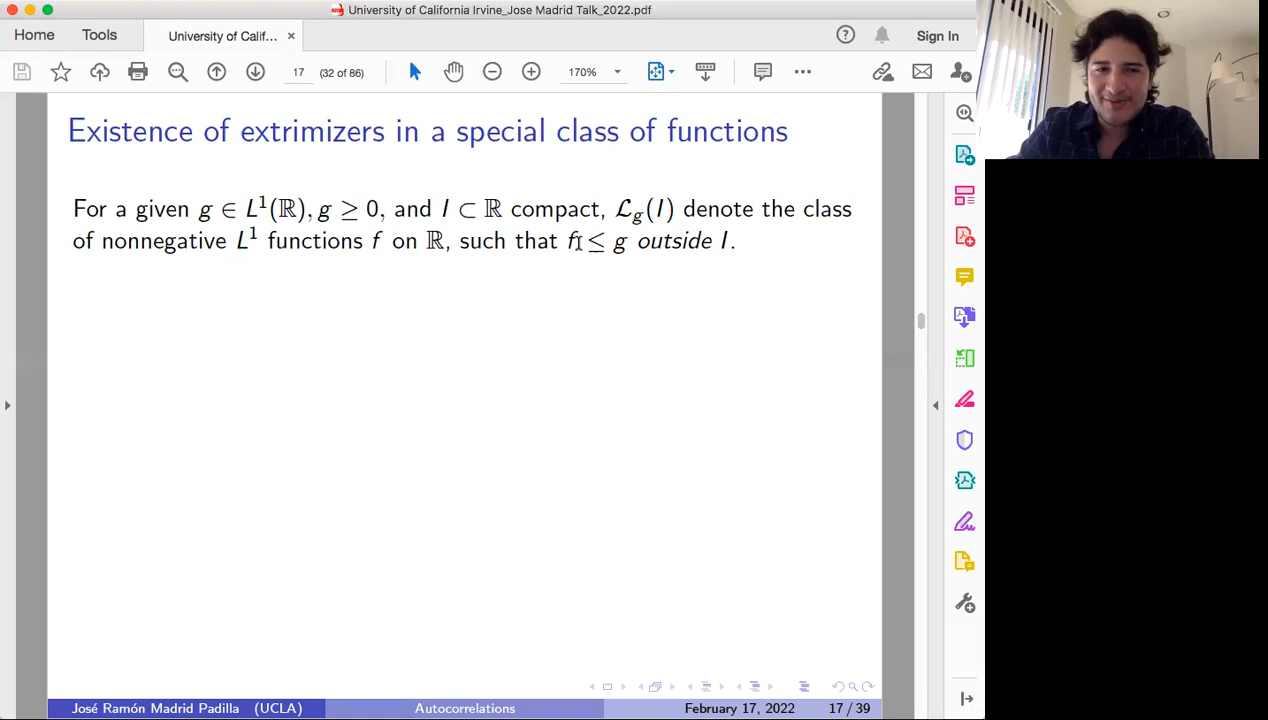 University of California Irvine_Jose Madrid Talk_2022.pdf
Home Tools University of Calif... × Sign In
17 (32 of 86) 170%
Existence of extrimizers in a special class of functions
For a given g ∈ L¹(ℝ), g ≥ 0, and I ⊂ ℝ compact, ℒg(I) denote the class
of nonnegative L¹ functions f on ℝ, such that f ≤ g outside I.
José Ramón Madrid Padilla (UCLA) Autocorrelations February 17, 2022 17 / 39